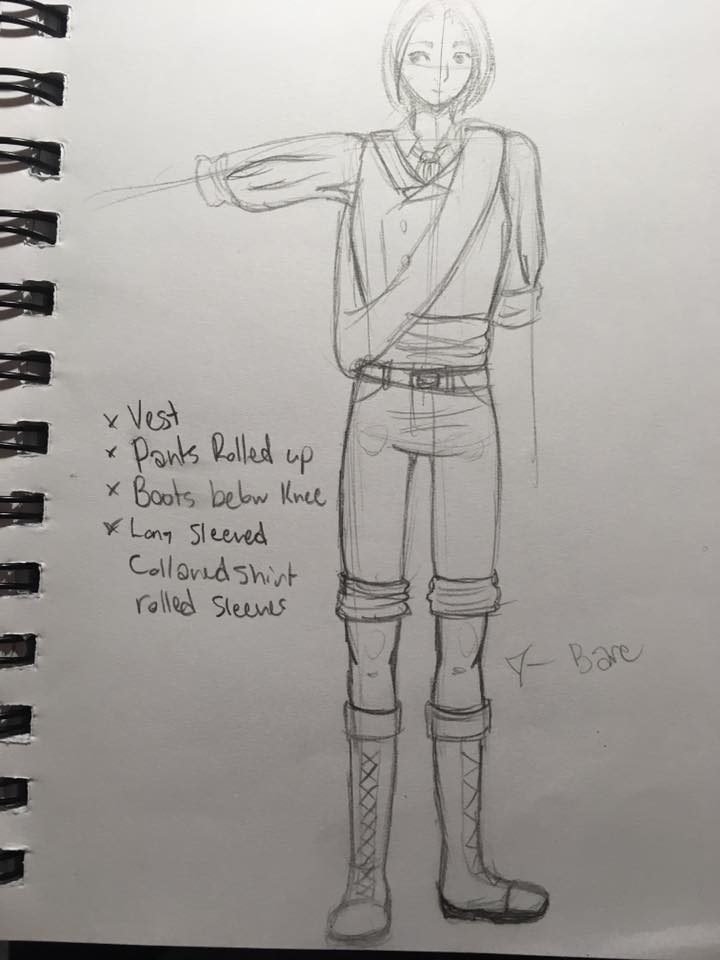 x Vest
x Pants Rolled up
x Boots below Knee
x Long Sleeved
Collared Shirt
rolled Sleeves
Bare